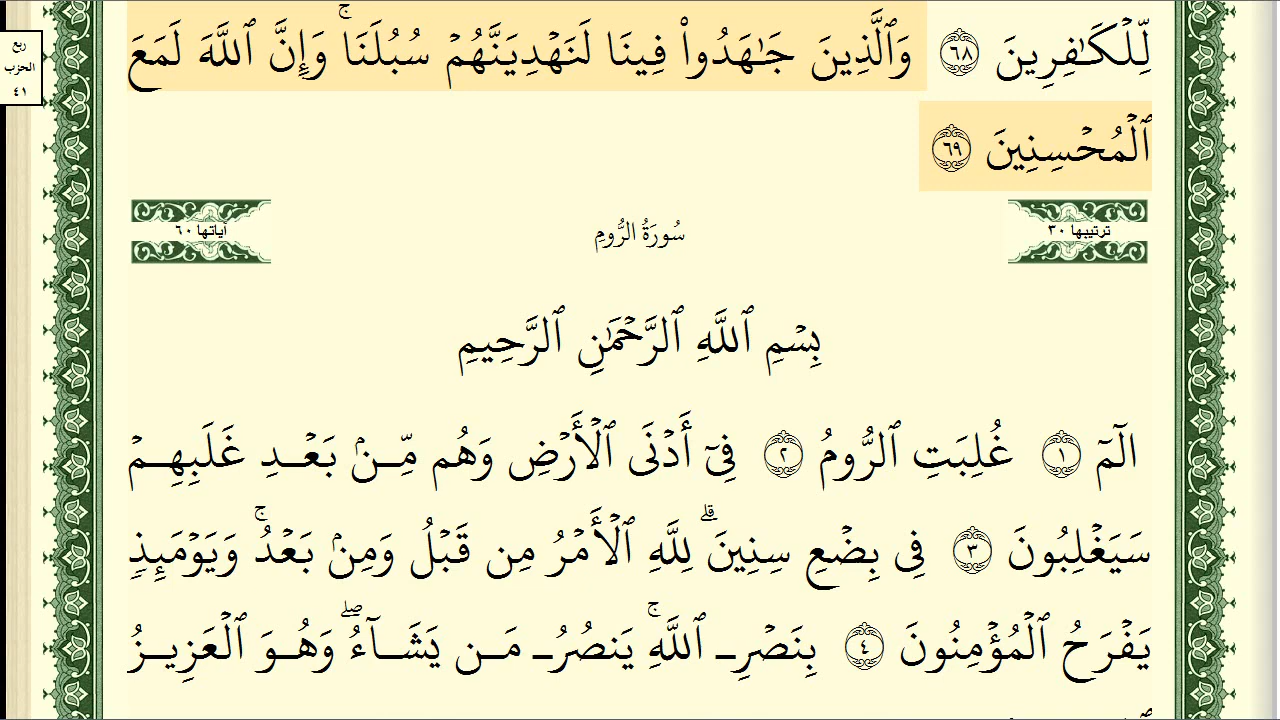 ربع
الحزب
٤١
لِّلْكَـٰفِرِينَ ٦٨ وَٱلَّذِينَ جَـٰهَدُوا۟ فِينَا لَنَهْدِيَنَّهُمْ سُبُلَنَا ۚ وَإِنَّ ٱللَّهَ لَمَعَ
ٱلْمُحْسِنِينَ ٦٩
ترتيبها ٣٠ سُورَةُ الرُّومِ أياتها ٦٠
بِسْمِ ٱللَّهِ ٱلرَّحْمَـٰنِ ٱلرَّحِيمِ
الٓمٓ ١ غُلِبَتِ ٱلرُّومُ ٢ فِىٓ أَدْنَى ٱلْأَرْضِ وَهُم مِّنۢ بَعْدِ غَلَبِهِمْ
سَيَغْلِبُونَ ٣ فِى بِضْعِ سِنِينَ ۗ لِلَّهِ ٱلْأَمْرُ مِن قَبْلُ وَمِنۢ بَعْدُ ۚ وَيَوْمَئِذٍۢ
يَفْرَحُ ٱلْمُؤْمِنُونَ ٤ بِنَصْرِ ٱللَّهِ ۚ يَنصُرُ مَن يَشَآءُ ۖ وَهُوَ ٱلْعَزِيزُ